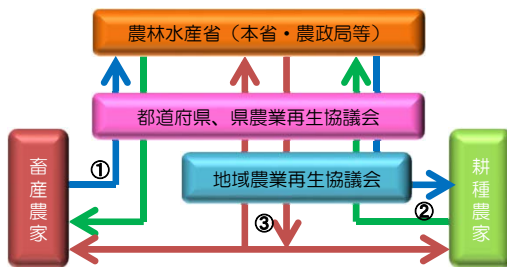 農林水産省（本省・農政局等）
都道府県、県農業再生協議会
①
畜産農家
地域農業再生協議会
耕種農家
②
③